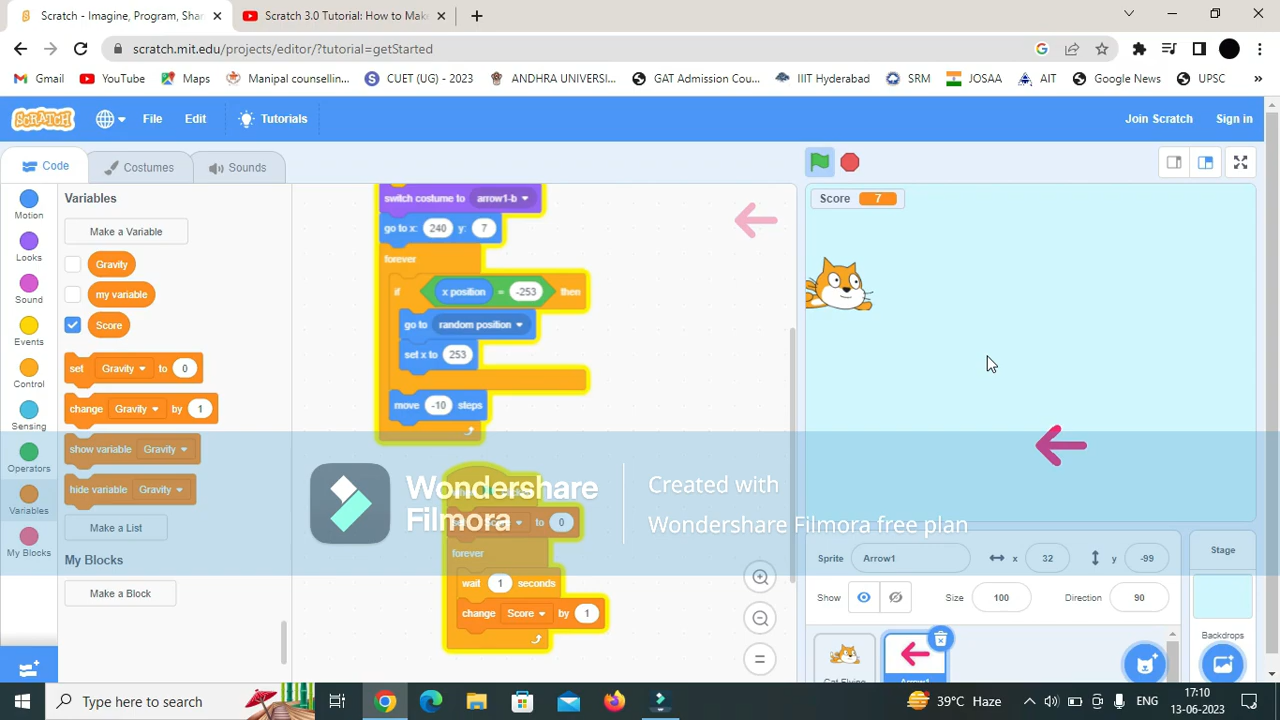 Scratch - Imagine, Program, Shar
Scratch 3.0 Tutorial: How to Make
scratch.mit.edu/projects/editor/?tutorial=getStarted
Gmail
YouTube
Maps
Manipal counsellin...
CUET (UG) - 2023
ANDHRA UNIVERSI...
GAT Admission Cou...
IIIT Hyderabad
SRM
JOSAA
AIT
Google News
UPSC
»
SCRATCH
File
Edit
Tutorials
Join Scratch
Sign in
Code
Costumes
Sounds
Motion
Looks
Sound
Events
Control
Sensing
Operators
Variables
My Blocks
Variables
Make a Variable
Gravity
my variable
Score
set Gravity to 0
change Gravity by 1
show variable Gravity
hide variable Gravity
Make a List
My Blocks
Make a Block
switch costume to arrow1-b
go to x: 240 y: 7
forever
if x position = -253 then
go to random position
set x to 253
move -10 steps
to 0
forever
wait 1 seconds
change Score by 1
Score 7
Wondershare
Filmora
Created with
Wondershare Filmora free plan
Sprite Arrow1 x 32 y -99
Show Size 100 Direction 90
Cat Flying
Arrow1
Stage
Backdrops
Type here to search
39°C Haze
ENG
17:10
13-06-2023